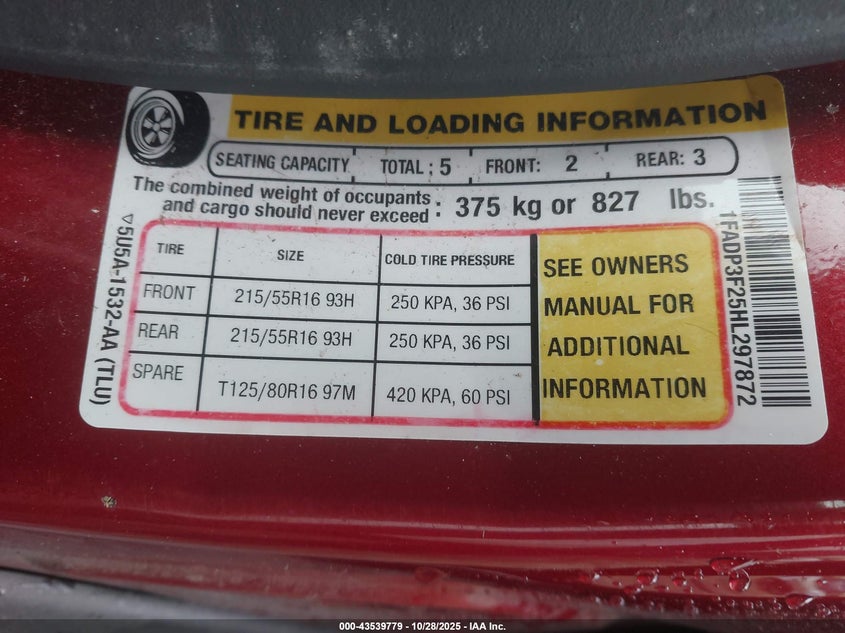 TIRE AND LOADING INFORMATION
SEATING CAPACITY TOTAL : 5 FRONT: 2 REAR: 3
The combined weight of occupants
and cargo should never exceed : 375 kg or 827 lbs.
TIRE SIZE COLD TIRE PRESSURE
FRONT 215/55R16 93H 250 KPA, 36 PSI
REAR 215/55R16 93H 250 KPA, 36 PSI
SPARE T125/80R16 97M 420 KPA, 60 PSI
SEE OWNERS
MANUAL FOR
ADDITIONAL
INFORMATION
5U5A-1532-AA (TLU)
1FADP3F25HL297872
000-43539779 - 10/28/2025 - IAA Inc.